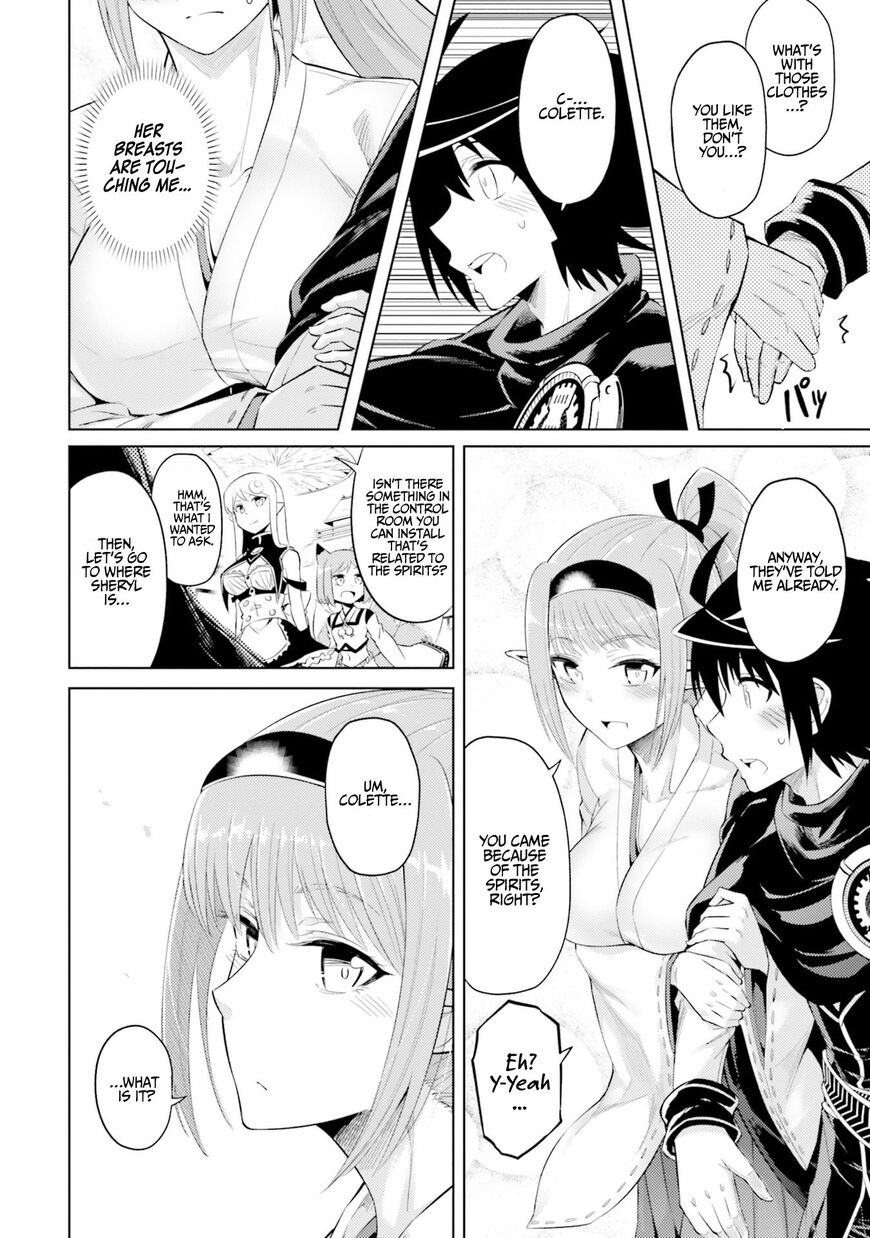 WHAT'S
WITH
THOSE
CLOTHES
...?
YOU LIKE
THEM,
DON'T
YOU...?
パッ
C-...
COLETTE.
HER
BREASTS
ARE TOU-
CHING ME...
ANYWAY,
THEY'VE TOLD
ME ALREADY.
YOU CAME
BECAUSE
OF THE
SPIRITS,
RIGHT?
Eh?
Y-Yeah
...
ISN'T THERE
SOMETHING IN
THE CONTROL
ROOM YOU
CAN INSTALL
THAT'S
RELATED TO
THE SPIRITS?
HMM,
THAT'S
WHAT I
WANTED
TO ASK.
THEN,
LET'S GO
TO WHERE
SHERYL
IS...
UM,
COLETTE...
...WHAT
IS IT?